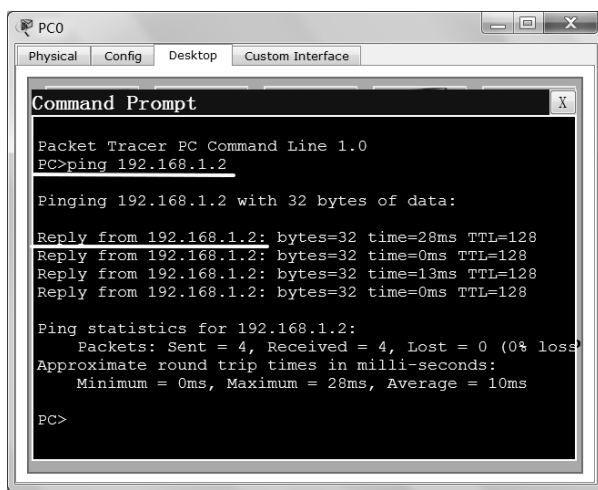 PC0
Physical Config Desktop Custom Interface
Command Prompt X
Packet Tracer PC Command Line 1.0
PC>ping 192.168.1.2
Pinging 192.168.1.2 with 32 bytes of data:
Reply from 192.168.1.2: bytes=32 time=28ms TTL=128
Reply from 192.168.1.2: bytes=32 time=0ms TTL=128
Reply from 192.168.1.2: bytes=32 time=13ms TTL=128
Reply from 192.168.1.2: bytes=32 time=0ms TTL=128
Ping statistics for 192.168.1.2:
Packets: Sent = 4, Received = 4, Lost = 0 (0% loss
Approximate round trip times in milli-seconds:
Minimum = 0ms, Maximum = 28ms, Average = 10ms
PC>